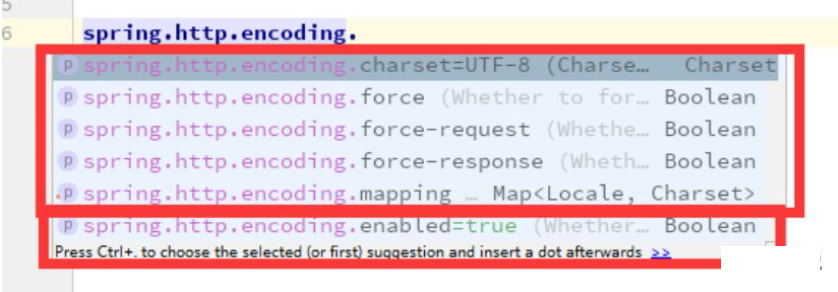 5
6 spring.http.encoding.
p spring.http.encoding.charset=UTF-8 (Charse… Charset
p spring.http.encoding.force (Whether to for… Boolean
p spring.http.encoding.force-request (Whethe… Boolean
p spring.http.encoding.force-response (Wheth… Boolean
p spring.http.encoding.mapping … Map<Locale, Charset>
p spring.http.encoding.enabled=true (Whether… Boolean
Press Ctrl+. to choose the selected (or first) suggestion and insert a dot afterwards >>